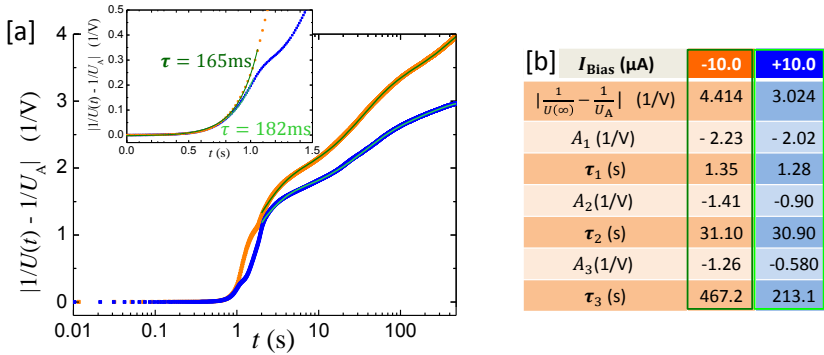 [a]
|1/U(t) - 1/U_A| (1/V)
4
3
2
1
0
0.01
0.1
1
10
100
t (s)
|1/U(t) - 1/U_A| (1/V)
0.5
0.4
0.3
0.2
0.1
0.0
0.0
0.5
1.0
1.5
t (s)
τ = 165ms
τ = 182ms
[b]
I_Bias (μA) -10.0 +10.0
|1/U(∞) − 1/U_A| (1/V) 4.414 3.024
A_1 (1/V) - 2.23 - 2.02
τ_1 (s) 1.35 1.28
A_2(1/V) -1.41 -0.90
τ_2 (s) 31.10 30.90
A_3(1/V) -1.26 -0.580
τ_3 (s) 467.2 213.1